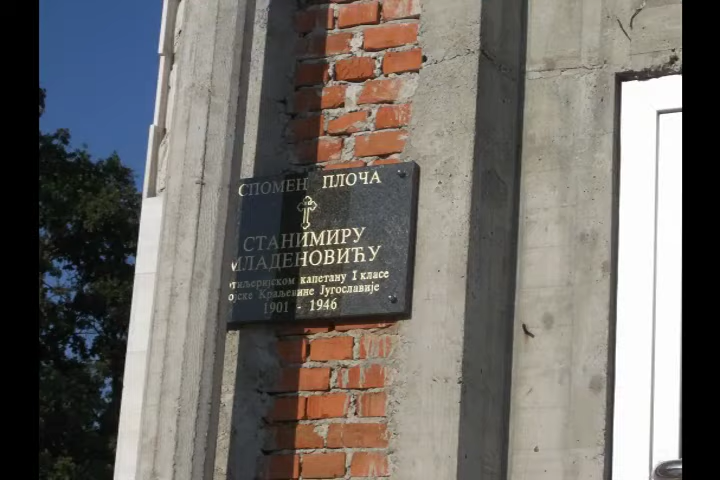 СПОМЕН ПЛОЧА
СТАНИМИРУ
МЛАДЕНОВИЋУ
капетану I класе
Краљевине Југославије
1901 - 1946